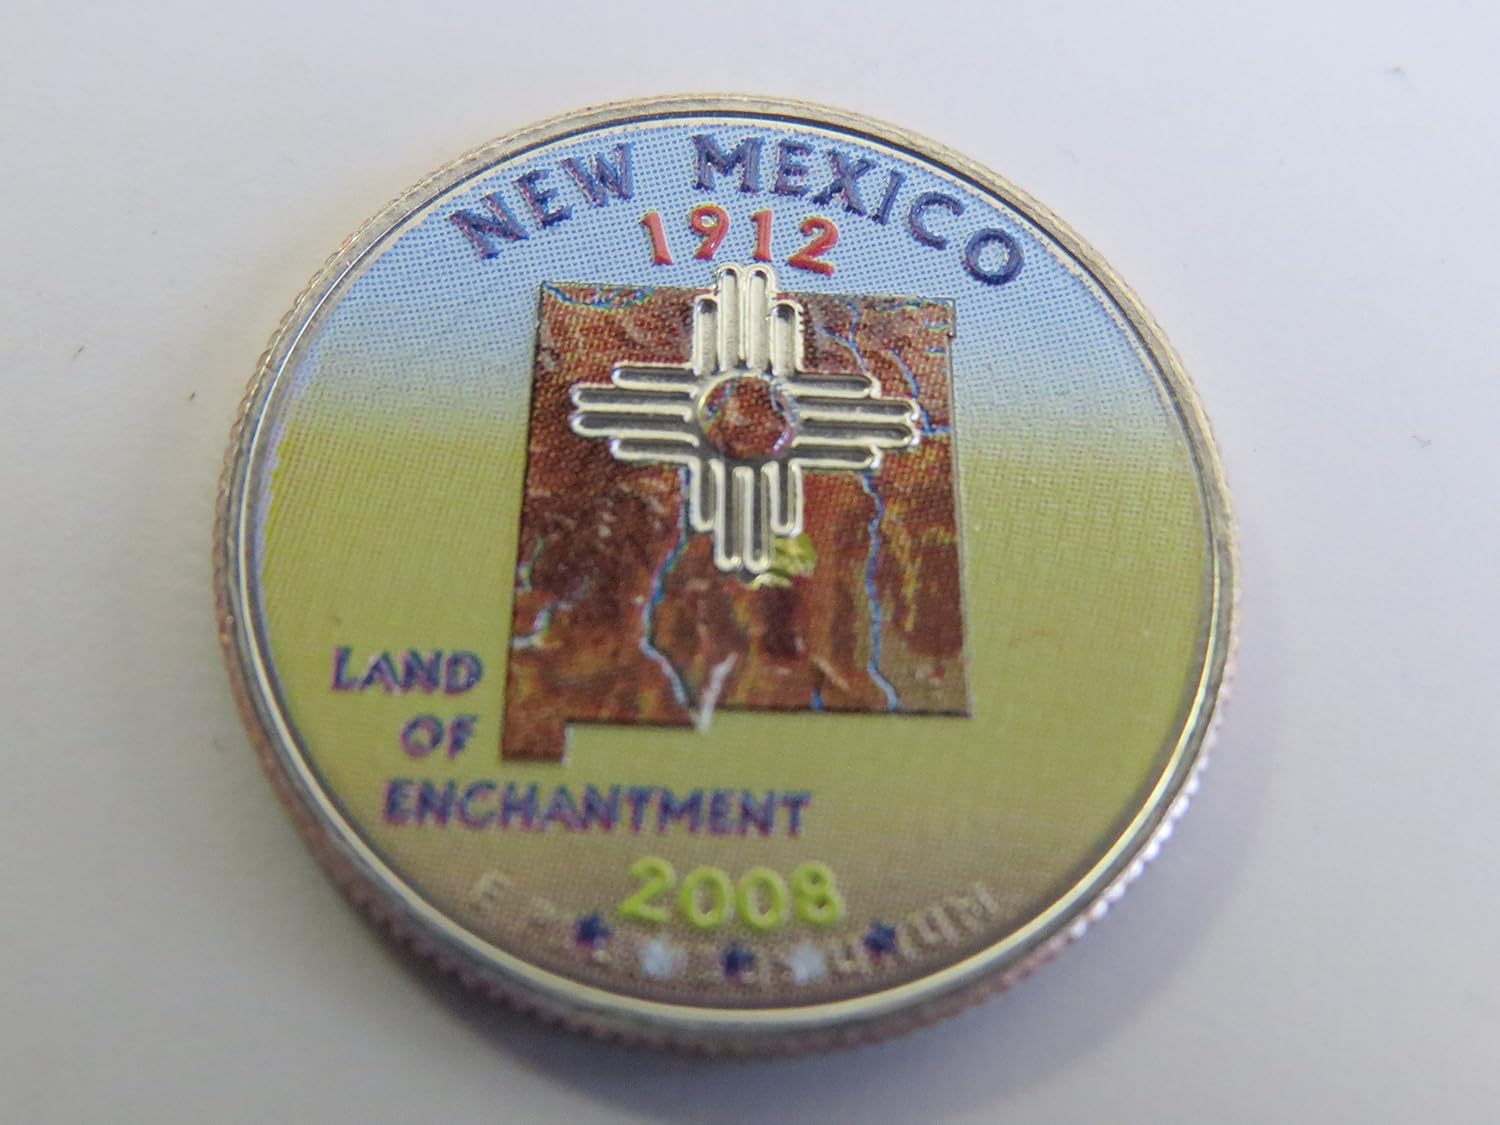 NEW MEXICO
1912
LAND
OF
ENCHANTMENT
2008